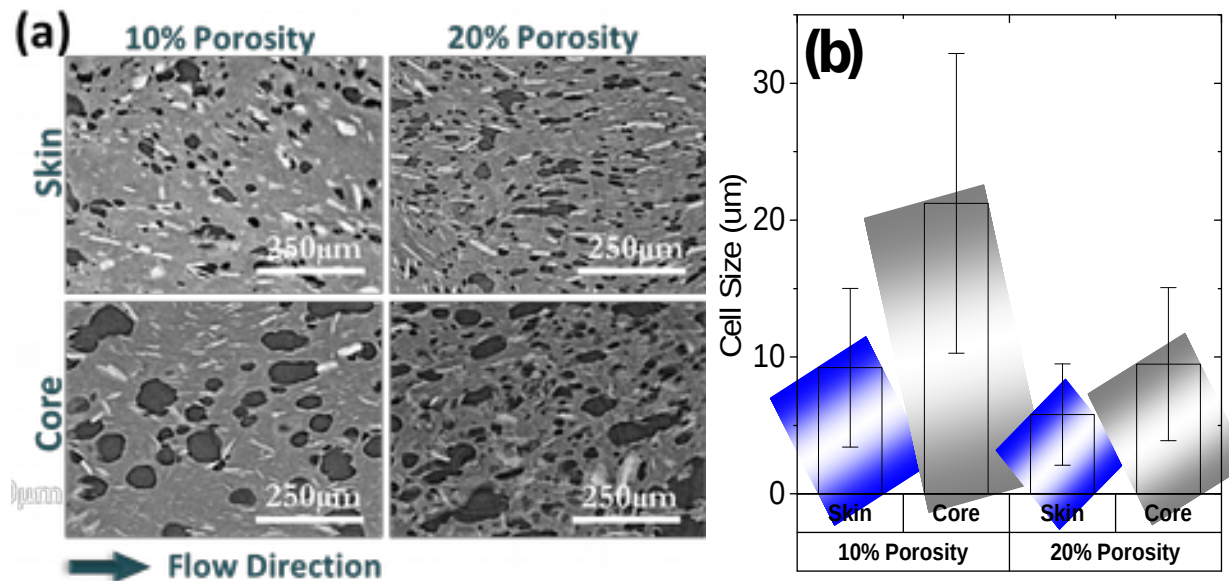 (a)
10% Porosity 20% Porosity
Skin
250μm 250μm
Core
250μm 250μm
Flow Direction
(b)
Cell Size (um)
30
20
10
0
Skin Core Skin Core
10% Porosity 20% Porosity